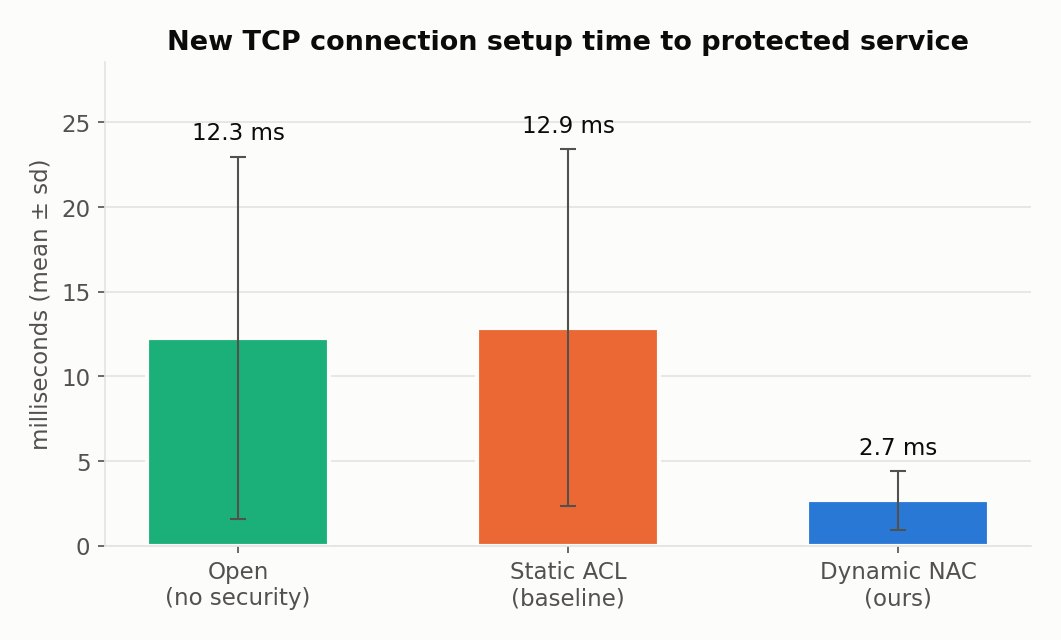 New TCP connection setup time to protected service
milliseconds (mean ± sd)
25
20
15
10
5
0
12.3 ms
12.9 ms
2.7 ms
Open
(no security)
Static ACL
(baseline)
Dynamic NAC
(ours)